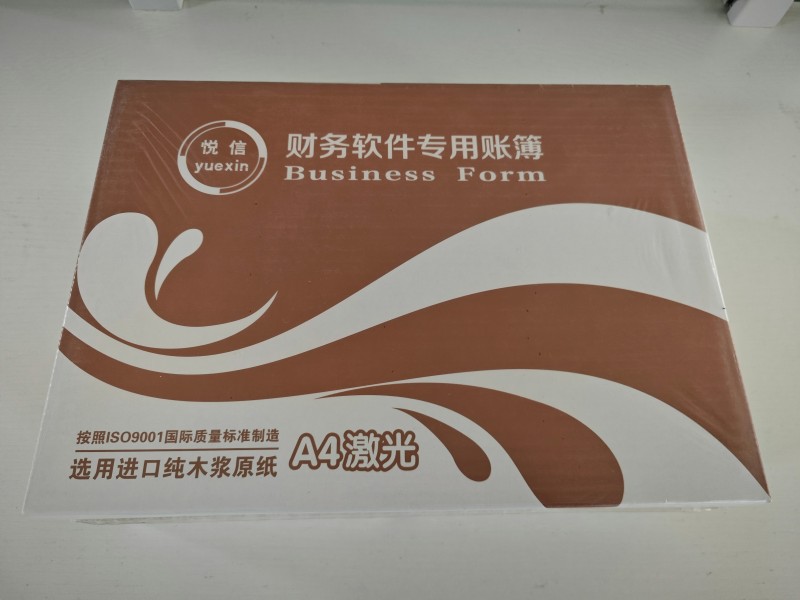 悦信
yuexin
财务软件专用账簿
Business Form
按照ISO9001国际质量标准制造
选用进口纯木浆原纸
A4激光